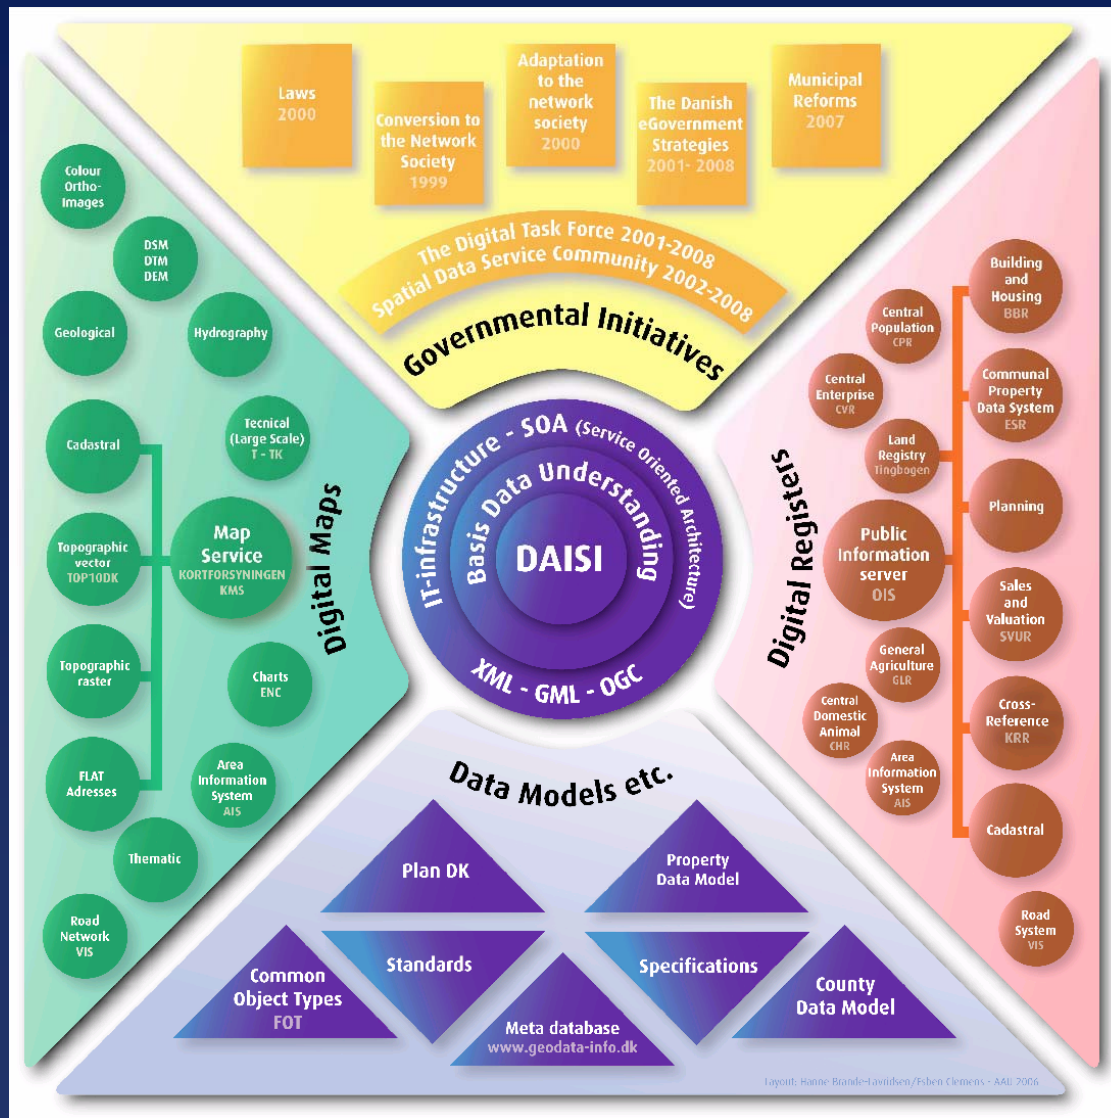 Laws
2000
Conversion to
the Network
Society
1999
Adaptation
to the
network
society
2000
The Danish
eGovernment
Strategies
2001- 2008
Municipal
Reforms
2007
The Digital Task Force 2001-2008
Spatial Data Service Community 2002-2008
Governmental Initiatives
Colour
Ortho-
Images
DSM
DTM
DEM
Geological
Hydrography
Cadastral
Tecnical
(Large Scale)
T - TK
Topographic
vector
TOP10DK
Map
Service
KORTFORSYNINGEN
KMS
Topographic
raster
Charts
ENC
FLAT
Adresses
Area
Information
System
AIS
Thematic
Road
Network
VIS
Digital Maps
IT-infrastructure - SOA (Service Oriented Architecture)
Basis Data Understanding
DAISI
XML - GML - OGC
Digital Registers
Building
and
Housing
BBR
Central
Population
CPR
Communal
Property
Data System
ESR
Central
Enterprise
CVR
Land
Registry
Tingbogen
Planning
Public
Information
server
OIS
Sales
and
Valuation
SVUR
General
Agriculture
GLR
Cross-
Reference
KRR
Central
Domestic
Animal
CHR
Area
Information
System
AIS
Cadastral
Road
System
VIS
Data Models etc.
Plan DK
Property
Data Model
Standards
Specifications
Common
Object Types
FOT
Meta database
www.geodata-info.dk
County
Data Model
Layout: Hanne Brande-Lavridsen/Esben Clemens - AAU 2006